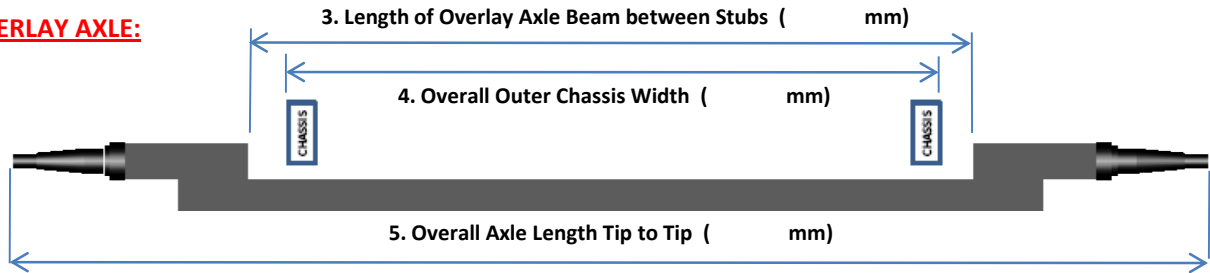 3. Length of Overlay Axle Beam between Stubs (          mm)
ERLAY AXLE:
4. Overall Outer Chassis Width (          mm)
CHASSIS
CHASSIS
5. Overall Axle Length Tip to Tip (          mm)